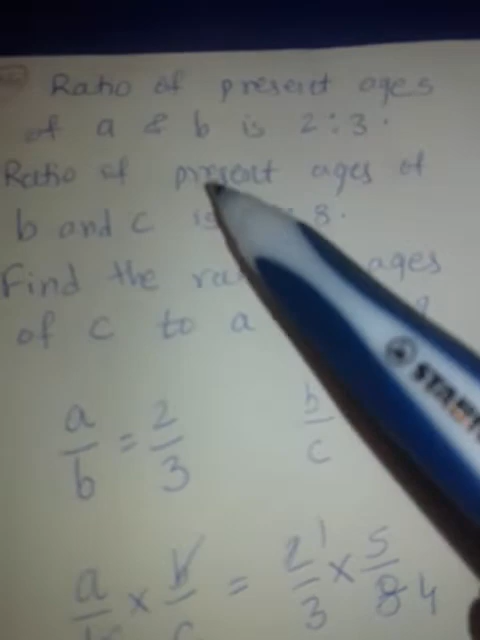 Ratio of present ages
of a & b is 2:3.
Ratio of present ages of
b and c is 8.
Find the ages
of c to a
a/b = 2/3
b/c
a × b = 2 1/3 × 5/8 4